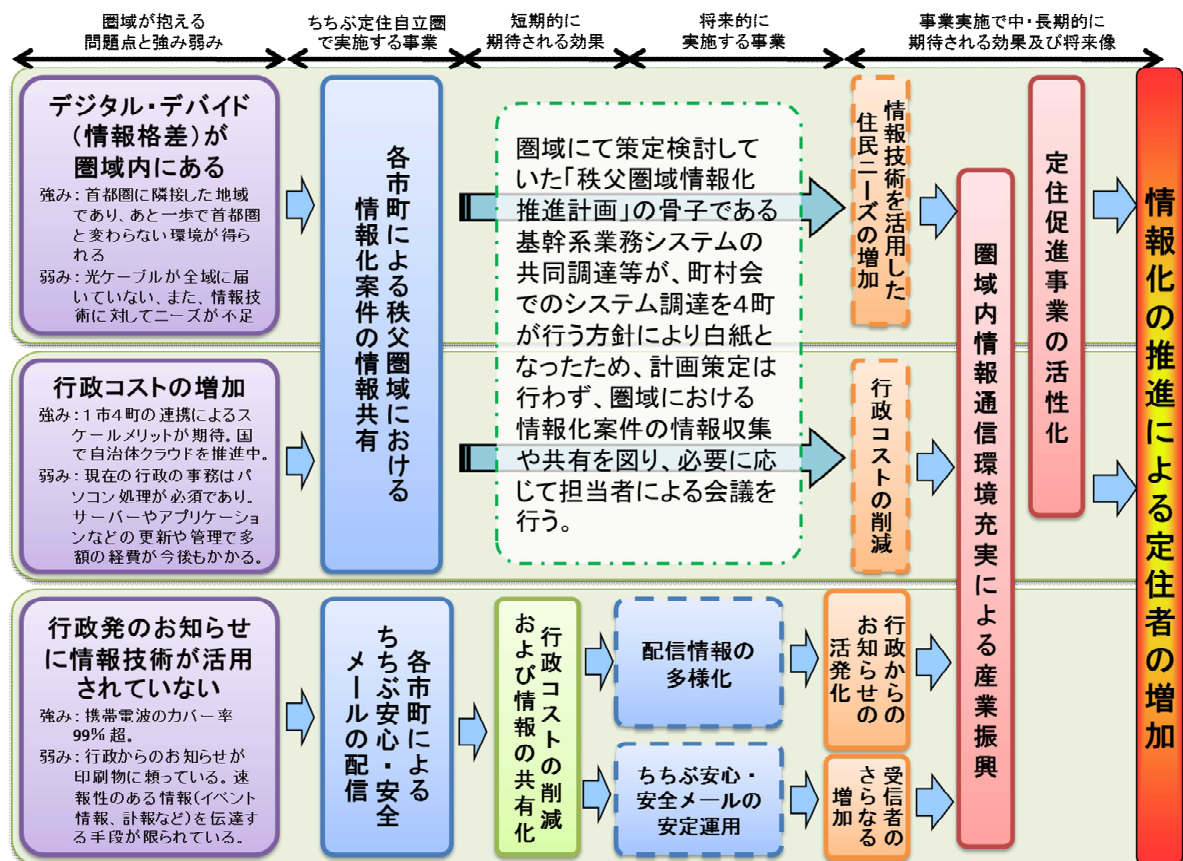 圏域が抱える
問題点と強み弱み
ちちぶ定住自立圏
で実施する事業
短期的に
期待される効果
将来的に
実施する事業
事業実施で中・長期的に
期待される効果及び将来像
デジタル・デバイド
（情報格差）が
圏域内にある
強み：首都圏に隣接した地域
であり、あと一歩で首都圏
と変わらない環境が得ら
れる
弱み：光ケーブルが全域に届
いていない、また、情報技
術に対してニーズが不足
各市町による秩父圏域における
情報化案件の情報共有
圏域にて策定検討して
いた「秩父圏域情報化
推進計画」の骨子である
基幹系業務システムの
共同調達等が、町村会
でのシステム調達を４町
が行う方針により白紙と
なったため、計画策定は
行わず、圏域における
情報化案件の情報収集
や共有を図り、必要に応
じて担当者による会議を
行う。
情報技術を活用した
住民ニーズの増加
行政コストの増加
強み：１市４町の連携によるス
ケールメリットが期待。国
で自治体クラウドを推進中。
弱み：現在の行政の事務はパ
ソコン処理が必須であり。
サーバーやアプリケーショ
ンなどの更新や管理で多
額の経費が今後もかかる。
行政コストの削減
行政発のお知らせ
に情報技術が活用
されていない
強み：携帯電波のカバー率
99％超。
弱み：行政からのお知らせが
印刷物に頼っている。速
報性のある情報（イベント
情報、訃報など）を伝達す
る手段が限られている。
各市町による
ちちぶ安心・安全
メールの配信
行政コストの削減
および情報の共有化
配信情報の
多様化
ちちぶ安心・
安全メールの
安定運用
行政からの
お知らせの
活発化
受信者の
さらなる
増加
圏域内情報通信環境充実による産業振興
定住促進事業の活性化
情報化の推進による定住者の増加